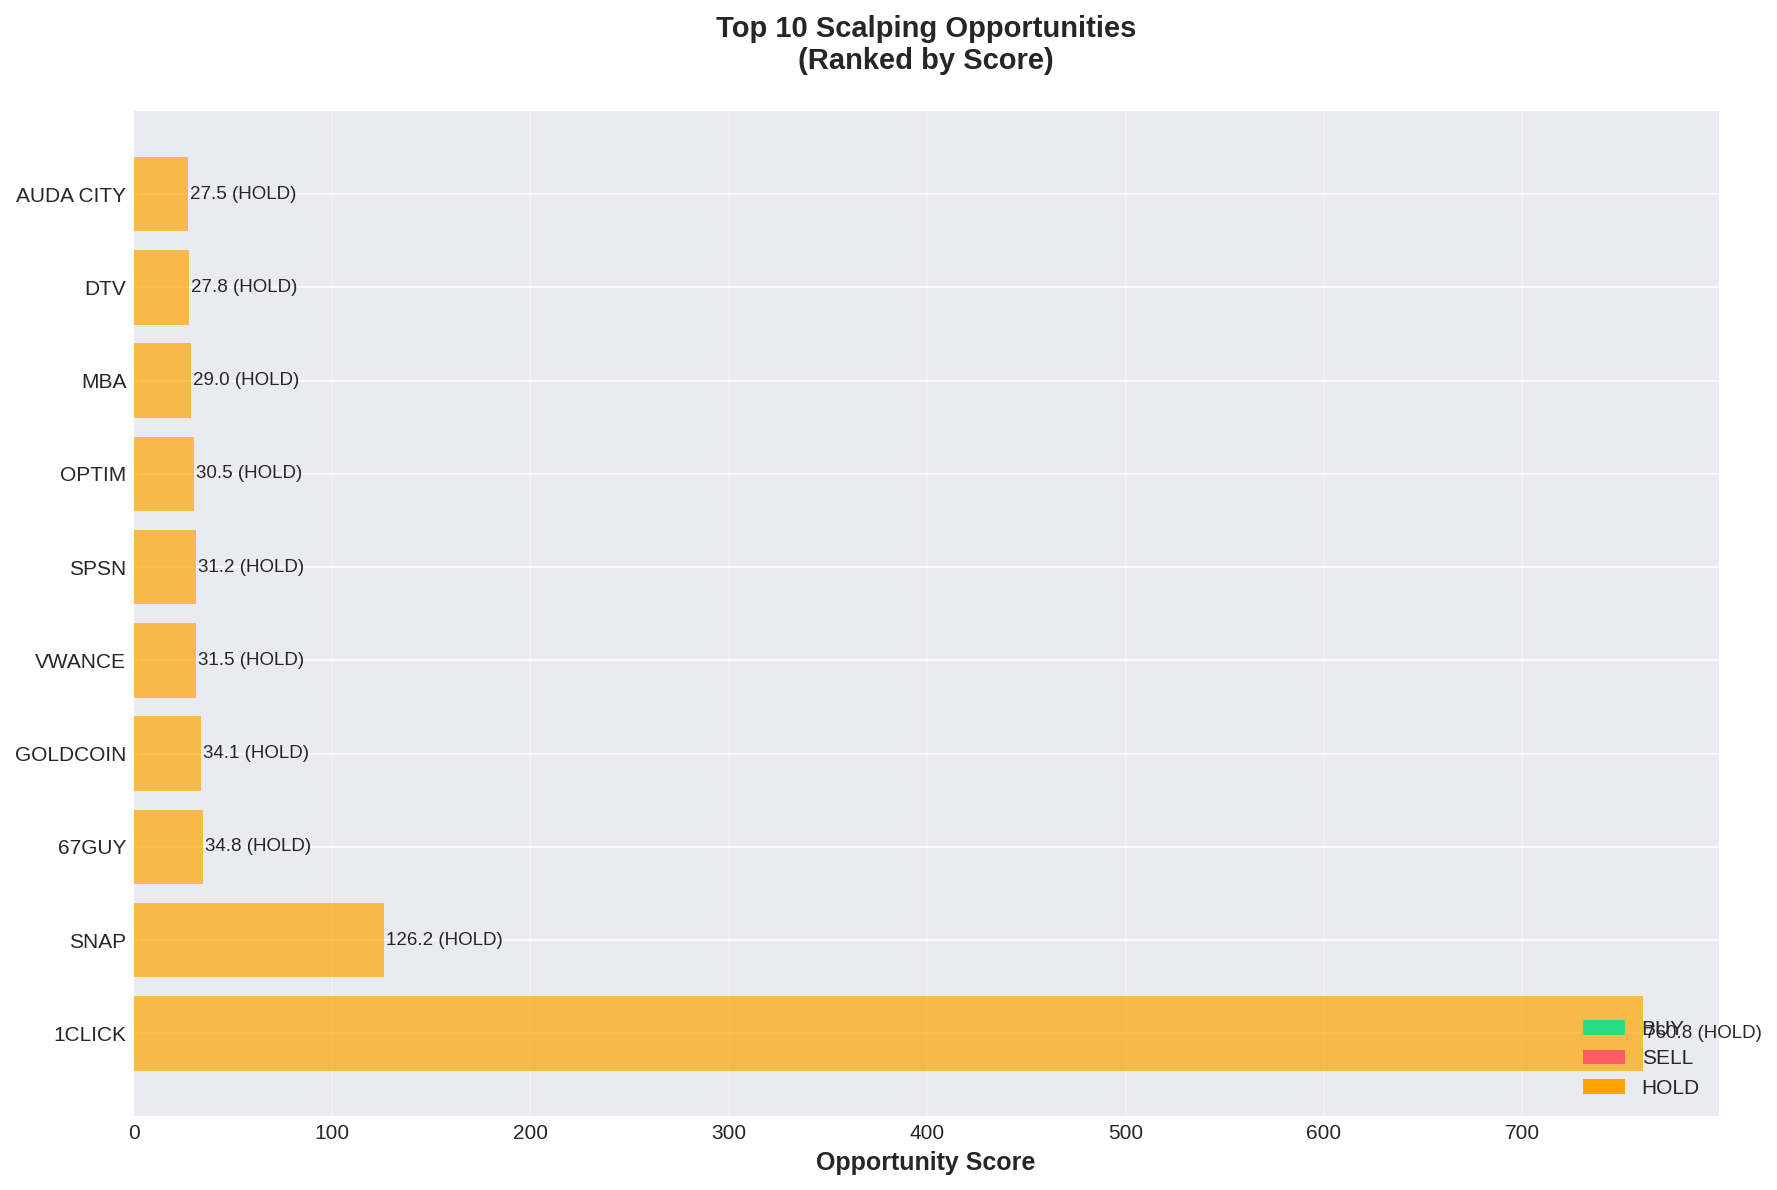 Top 10 Scalping Opportunities
(Ranked by Score)
AUDA CITY
27.5 (HOLD)
DTV
27.8 (HOLD)
MBA
29.0 (HOLD)
OPTIM
30.5 (HOLD)
SPSN
31.2 (HOLD)
VWANCE
31.5 (HOLD)
GOLDCOIN
34.1 (HOLD)
67GUY
34.8 (HOLD)
SNAP
126.2 (HOLD)
1CLICK
760.8 (HOLD)
BUY
SELL
HOLD
0 100 200 300 400 500 600 700
Opportunity Score